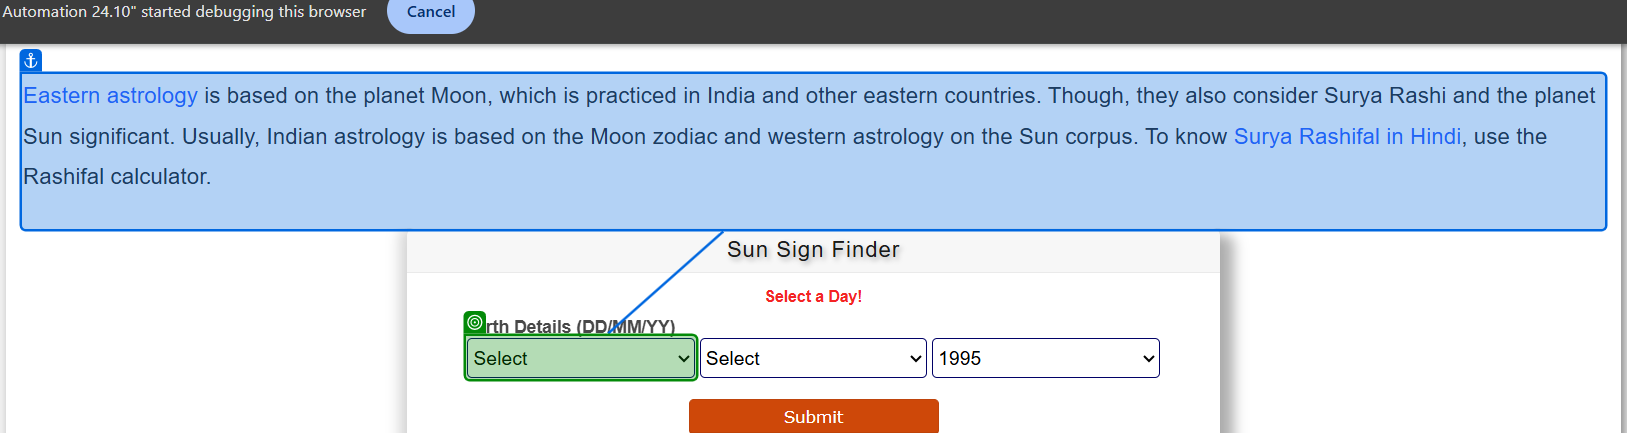 Automation 24.10" started debugging this browser
Cancel
Eastern astrology is based on the planet Moon, which is practiced in India and other eastern countries. Though, they also consider Surya Rashi and the planet
Sun significant. Usually, Indian astrology is based on the Moon zodiac and western astrology on the Sun corpus. To know Surya Rashifal in Hindi, use the
Rashifal calculator.
Sun Sign Finder
Select a Day!
rth Details (DD/MM/YY)
Select Select 1995
Submit